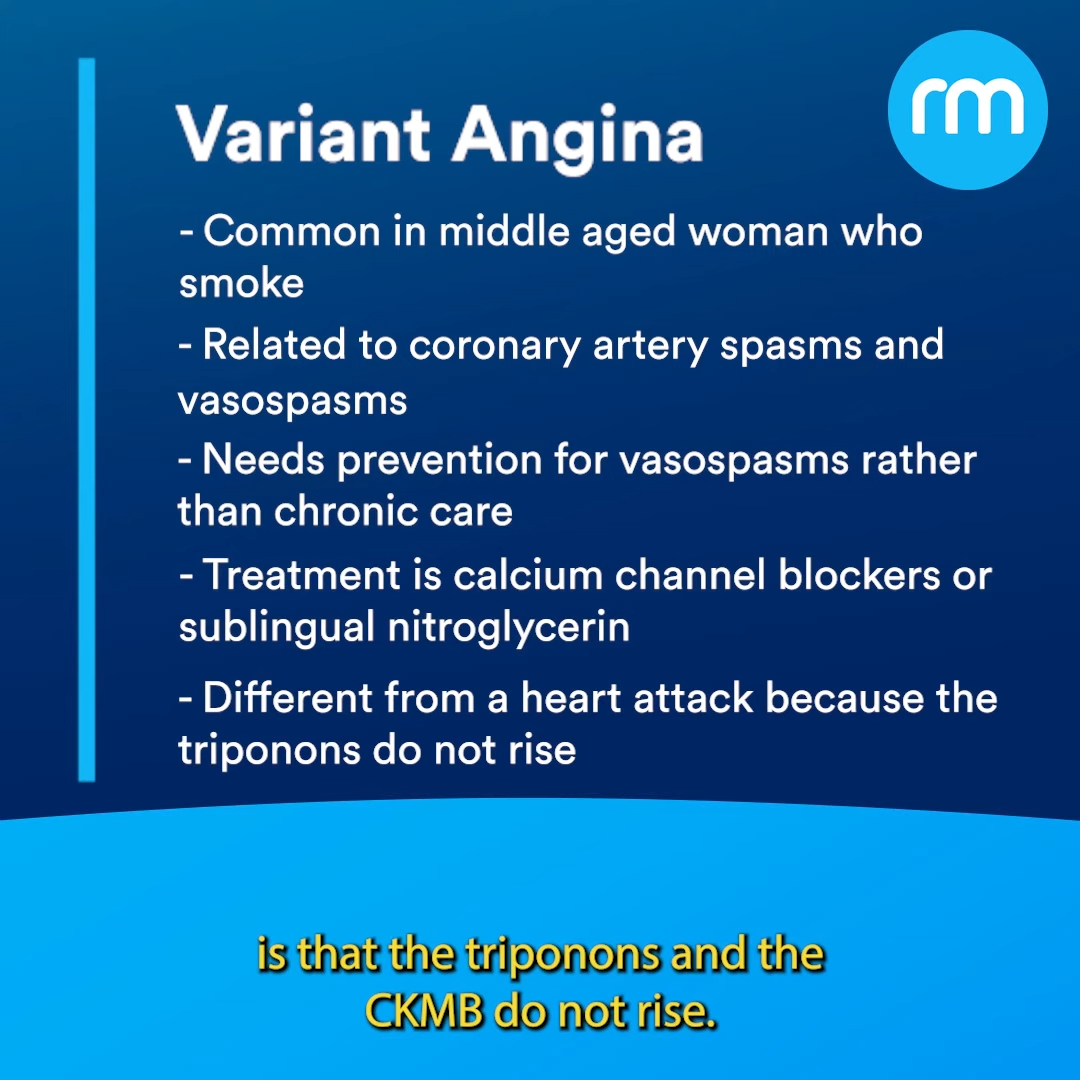 rm
Variant Angina
- Common in middle aged woman who
smoke
- Related to coronary artery spasms and
vasospasms
- Needs prevention for vasospasms rather
than chronic care
- Treatment is calcium channel blockers or
sublingual nitroglycerin
- Different from a heart attack because the
triponons do not rise
is that the triponons and the
CKMB do not rise.